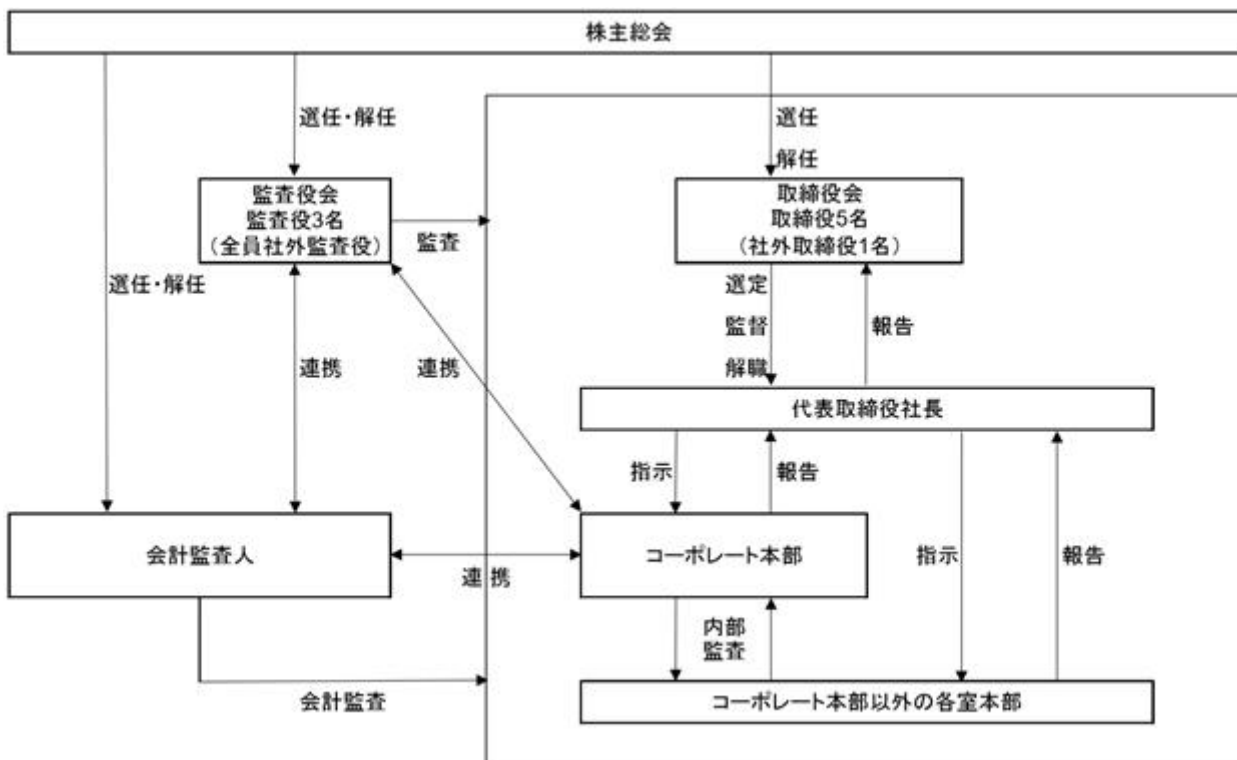 株主総会
選任・解任
選任
解任
監査役会
監査役3名
(全員社外監査役)
監査
取締役会
取締役5名
(社外取締役1名)
選任・解任
選定
監督
解職
報告
連携
連携
代表取締役社長
指示
報告
会計監査人
連携
コーポレート本部
指示
報告
内部
監査
会計監査
コーポレート本部以外の各室本部